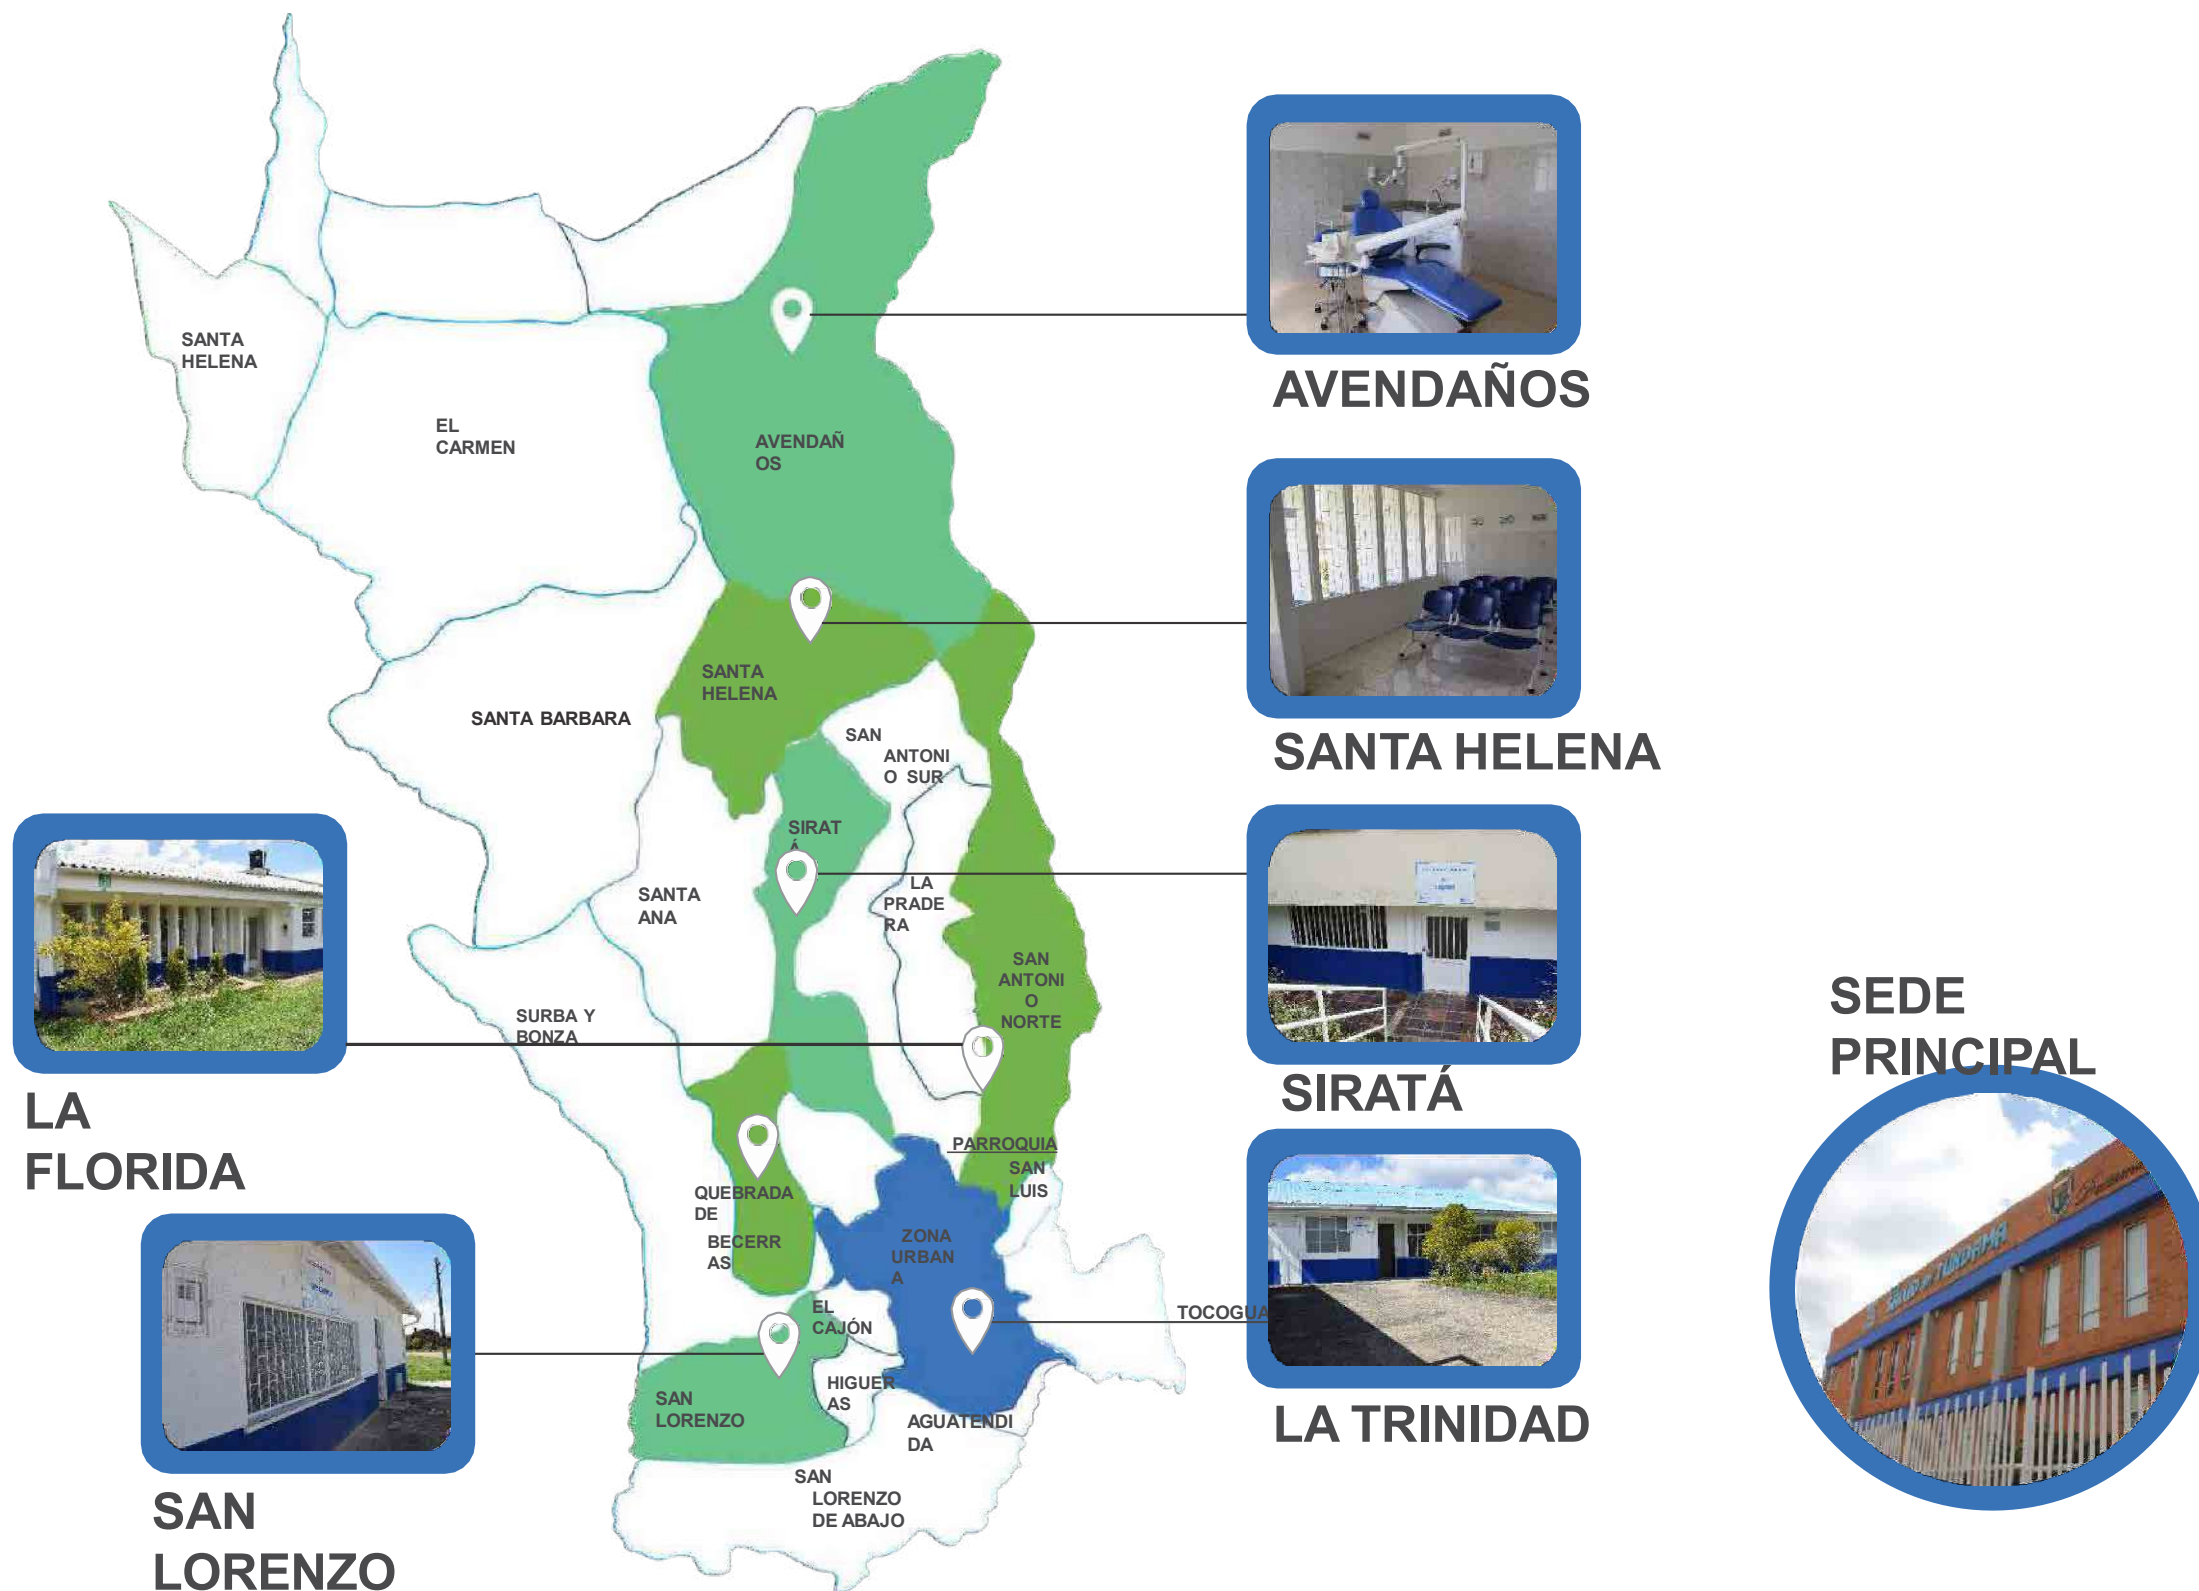 SANTA
HELENA
EL
CARMEN
AVENDAÑ
OS
AVENDAÑOS
SANTA
HELENA
SANTA BARBARA
SAN
ANTONI
O SUR
SANTA HELENA
SIRAT
Á
SANTA
ANA
LA
PRADE
RA
SAN
ANTONI
O
NORTE
SURBA Y
BONZA
SIRATÁ
SEDE
PRINCIPAL
LA
FLORIDA
PARROQUIA
SAN
LUIS
QUEBRADA
DE
BECERR
AS
ZONA
URBAN
A
EL
CAJÓN
TOCOGUA
HIGUER
AS
SAN
LORENZO
AGUATENDI
DA
LA TRINIDAD
SAN
LORENZO
DE ABAJO
SAN
LORENZO
TUNDAMA